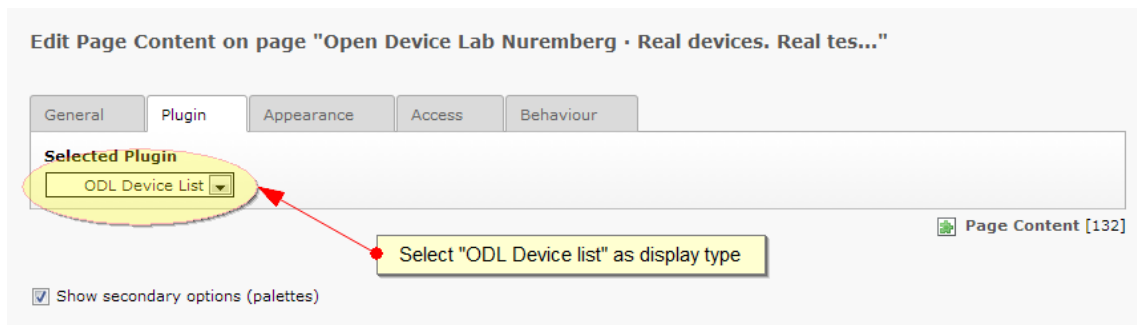 Edit Page Content on page "Open Device Lab Nuremberg · Real devices. Real tes..."
General Plugin Appearance Access Behaviour
Selected Plugin
ODL Device List
Page Content [132]
Select "ODL Device list" as display type
Show secondary options (palettes)